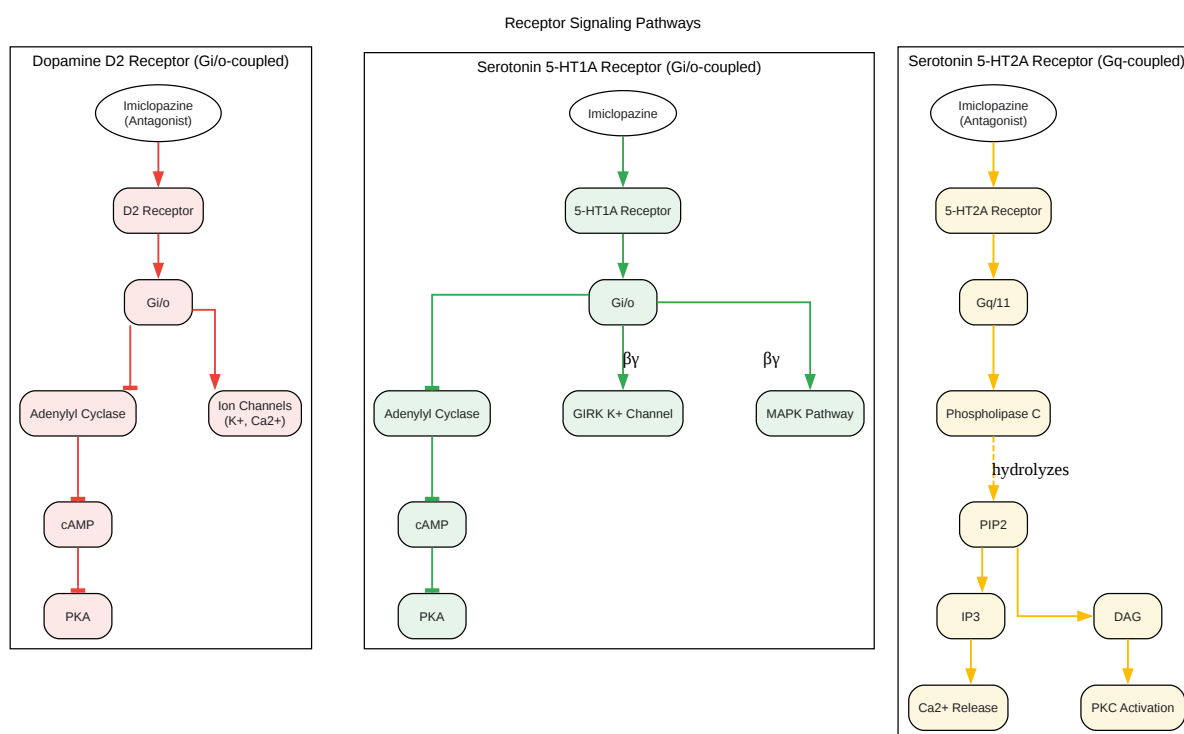 Receptor Signaling Pathways
Dopamine D2 Receptor (Gi/o-coupled)
Imiclopazine
(Antagonist)
D2 Receptor
Gi/o
Adenylyl Cyclase
Ion Channels
(K+, Ca2+)
cAMP
PKA
Serotonin 5-HT1A Receptor (Gi/o-coupled)
Imiclopazine
5-HT1A Receptor
Gi/o
βγ
βγ
Adenylyl Cyclase
GIRK K+ Channel
MAPK Pathway
cAMP
PKA
Serotonin 5-HT2A Receptor (Gq-coupled)
Imiclopazine
(Antagonist)
5-HT2A Receptor
Gq/11
Phospholipase C
hydrolyzes
PIP2
IP3
DAG
Ca2+ Release
PKC Activation